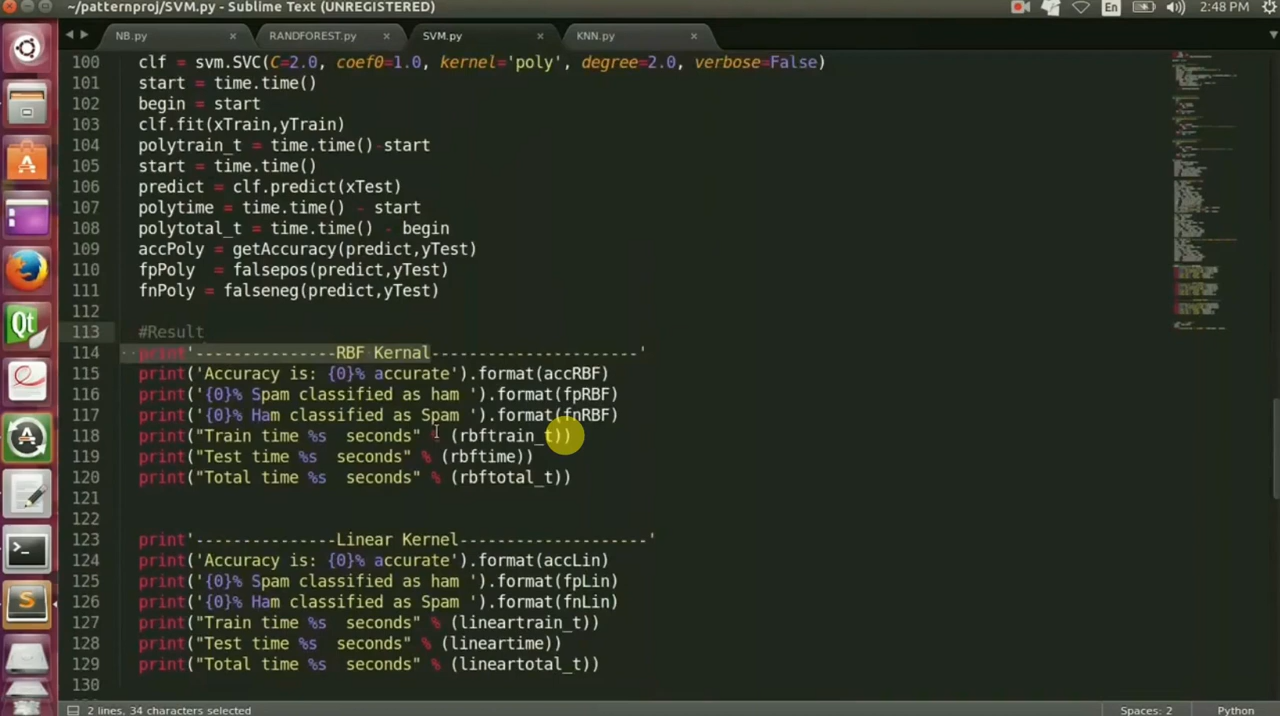 ~/patternproj/SVM.py - Sublime Text (UNREGISTERED)
En
2:48 PM
NB.py
RANDFOREST.py
SVM.py
KNN.py
100 clf = svm.SVC(C=2.0, coef0=1.0, kernel='poly', degree=2.0, verbose=False)
101 start = time.time()
102 begin = start
103 clf.fit(xTrain,yTrain)
104 polytrain_t = time.time()-start
105 start = time.time()
106 predict = clf.predict(xTest)
107 polytime = time.time() - start
108 polytotal_t = time.time() - begin
109 accPoly = getAccuracy(predict,yTest)
110 fpPoly  = falsepos(predict,yTest)
111 fnPoly = falseneg(predict,yTest)
112
113 #Result
114 print'---------------RBF Kernal----------------------'
115 print('Accuracy is: {0}% accurate').format(accRBF)
116 print('{0}% Spam classified as ham ').format(fpRBF)
117 print('{0}% Ham classified as Spam ').format(fnRBF)
118 print("Train time %s  seconds" % (rbftrain_t))
119 print("Test time %s  seconds" % (rbftime))
120 print("Total time %s  seconds" % (rbftotal_t))
121
122
123 print'---------------Linear Kernel--------------------'
124 print('Accuracy is: {0}% accurate').format(accLin)
125 print('{0}% Spam classified as ham ').format(fpLin)
126 print('{0}% Ham classified as Spam ').format(fnLin)
127 print("Train time %s  seconds" % (lineartrain_t))
128 print("Test time %s  seconds" % (lineartime))
129 print("Total time %s  seconds" % (lineartotal_t))
130
2 lines, 34 characters selected
Spaces: 2
Python